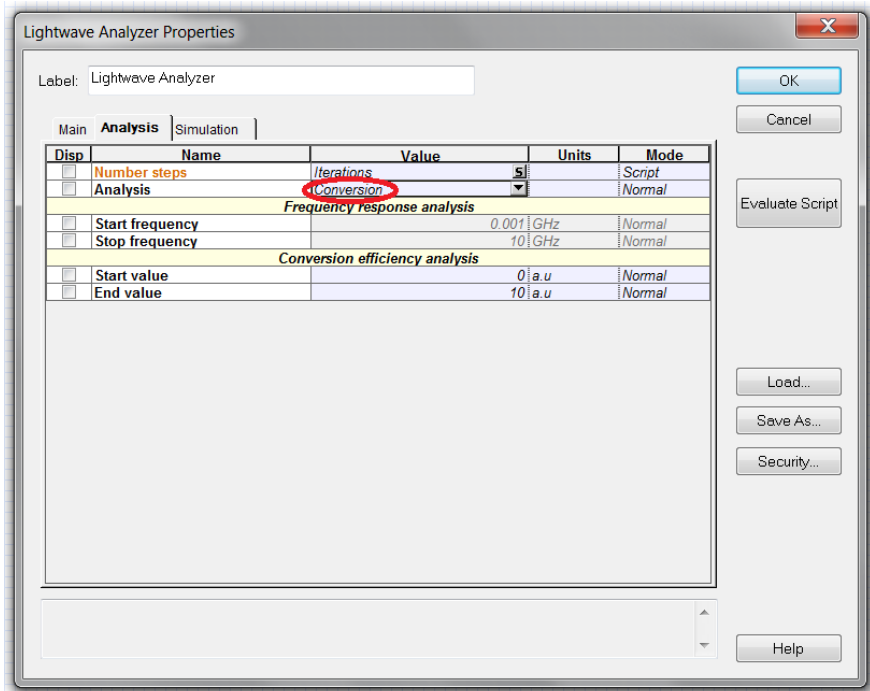 Lightwave Analyzer Properties
X
Label: Lightwave Analyzer
OK
Cancel
Main Analysis Simulation
Disp Name Value Units Mode
Number steps Iterations S Script
Analysis Conversion Normal
Evaluate Script
Frequency response analysis
Start frequency 0.001 GHz Normal
Stop frequency 10 GHz Normal
Conversion efficiency analysis
Start value 0 a.u Normal
End value 10 a.u Normal
Load...
Save As...
Security...
Help